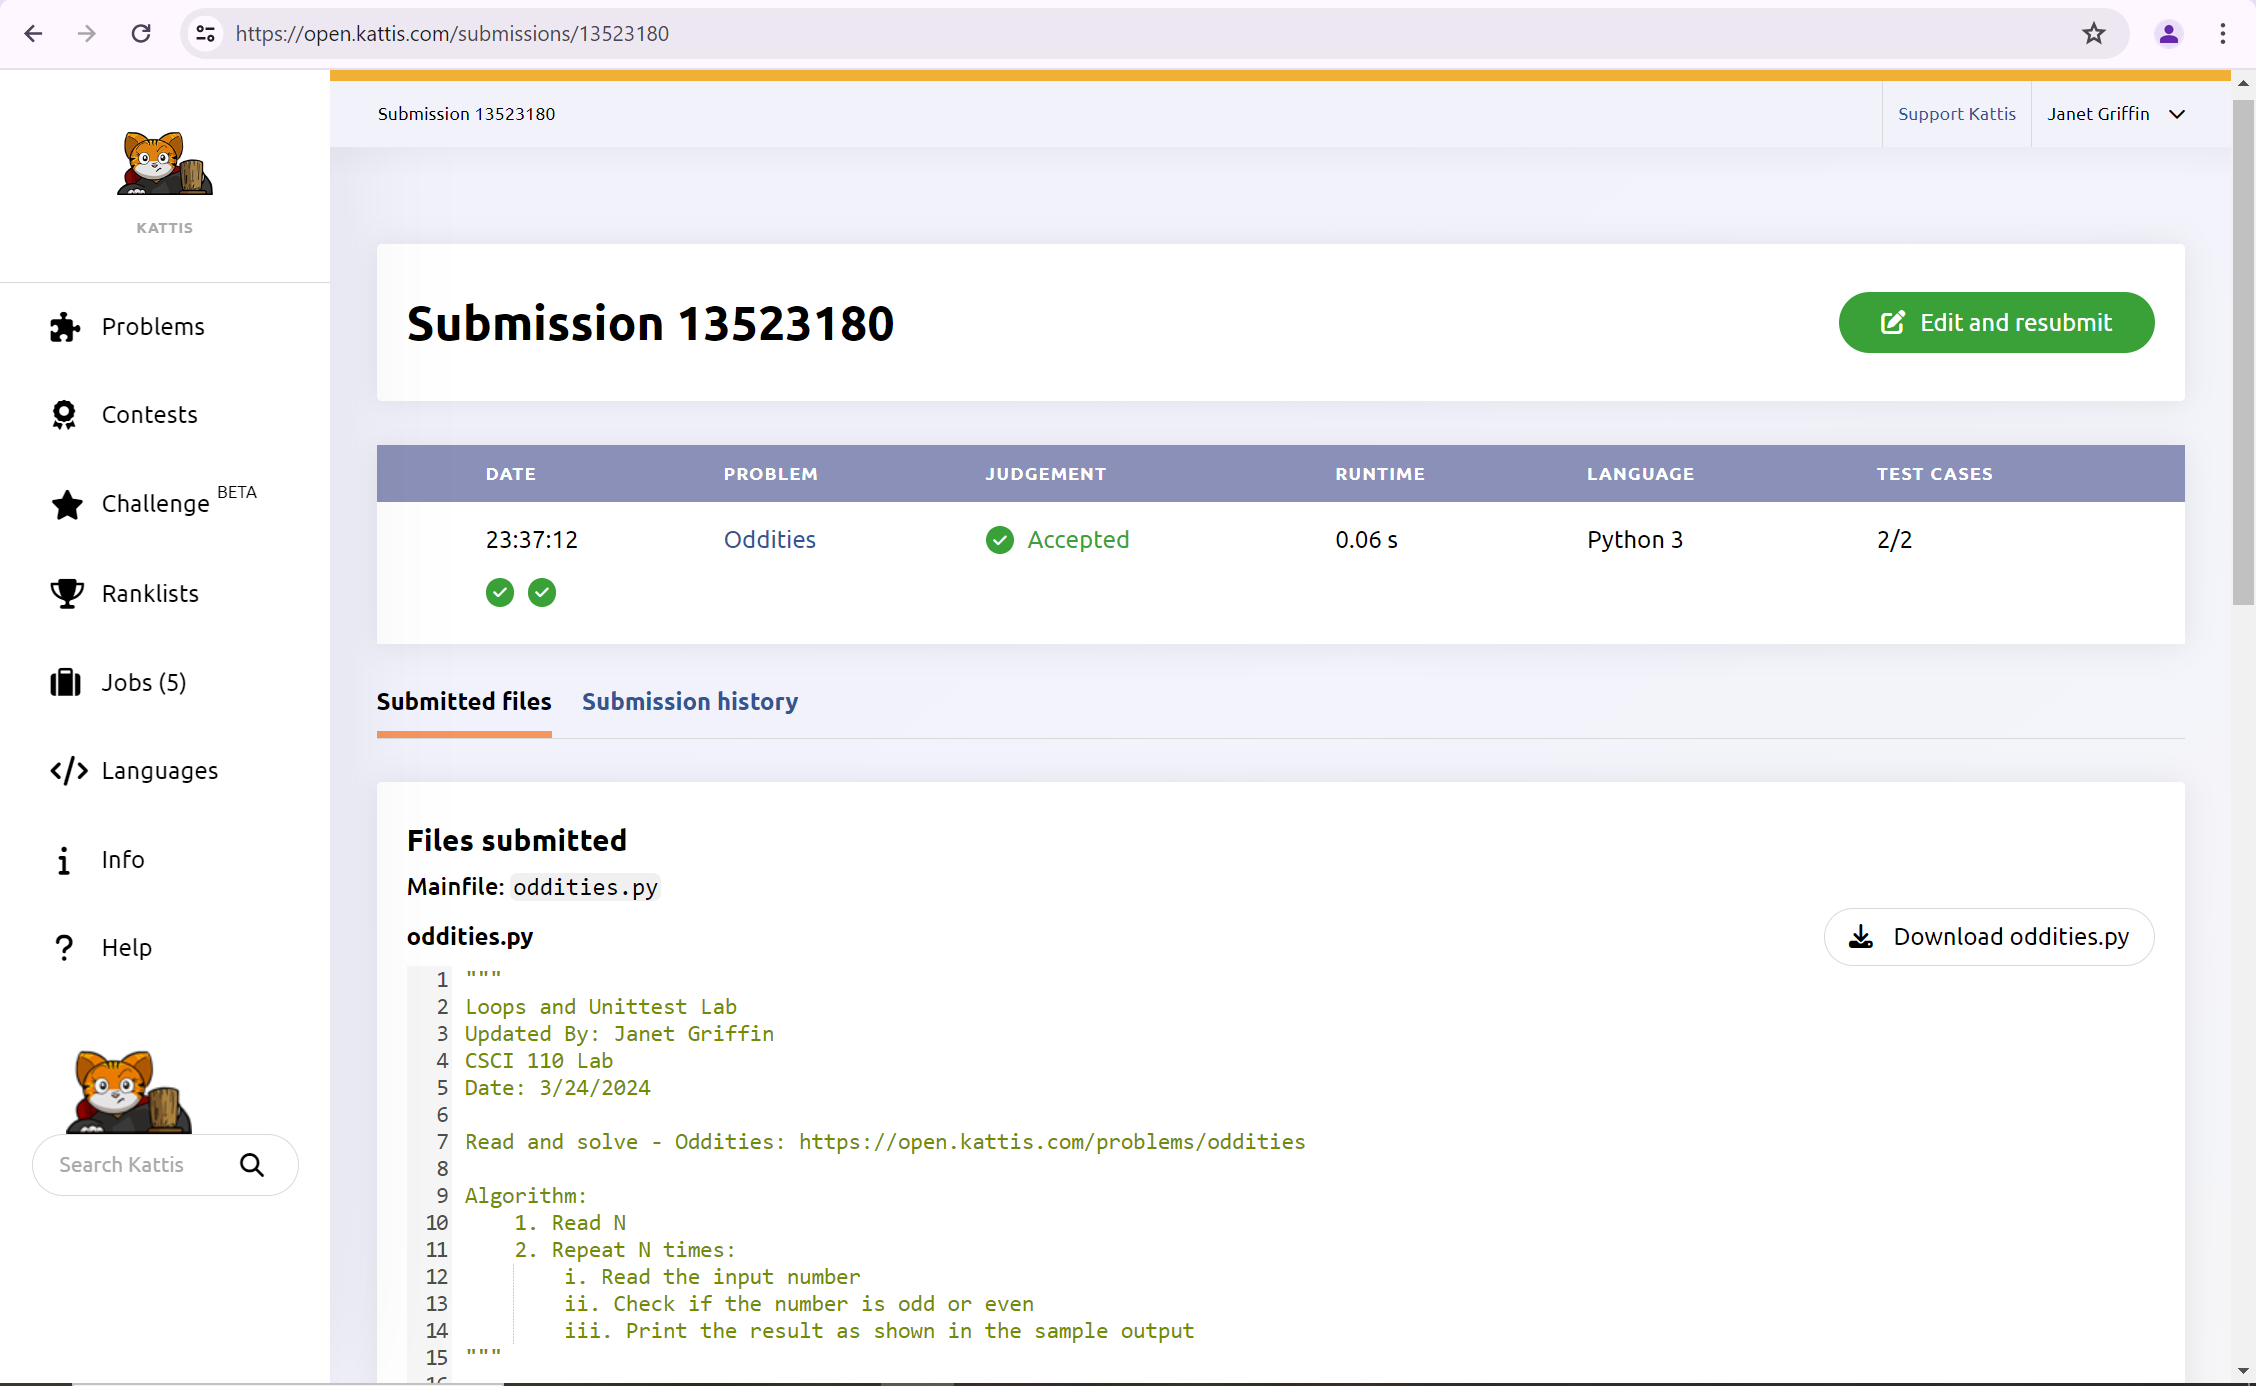 https://open.kattis.com/submissions/13523180
Submission 13523180
Support Kattis
Janet Griffin
KATTIS
Problems
Contests
Challenge BETA
Ranklists
Jobs (5)
Languages
Info
Help
Search Kattis
Submission 13523180
Edit and resubmit
DATE PROBLEM JUDGEMENT RUNTIME LANGUAGE TEST CASES
23:37:12 Oddities Accepted 0.06 s Python 3 2/2
Submitted files Submission history
Files submitted
Mainfile: oddities.py
oddities.py
Download oddities.py
1 """
2 Loops and Unittest Lab
3 Updated By: Janet Griffin
4 CSCI 110 Lab
5 Date: 3/24/2024
6
7 Read and solve - Oddities: https://open.kattis.com/problems/oddities
8
9 Algorithm:
10 1. Read N
11 2. Repeat N times:
12 i. Read the input number
13 ii. Check if the number is odd or even
14 iii. Print the result as shown in the sample output
15 """